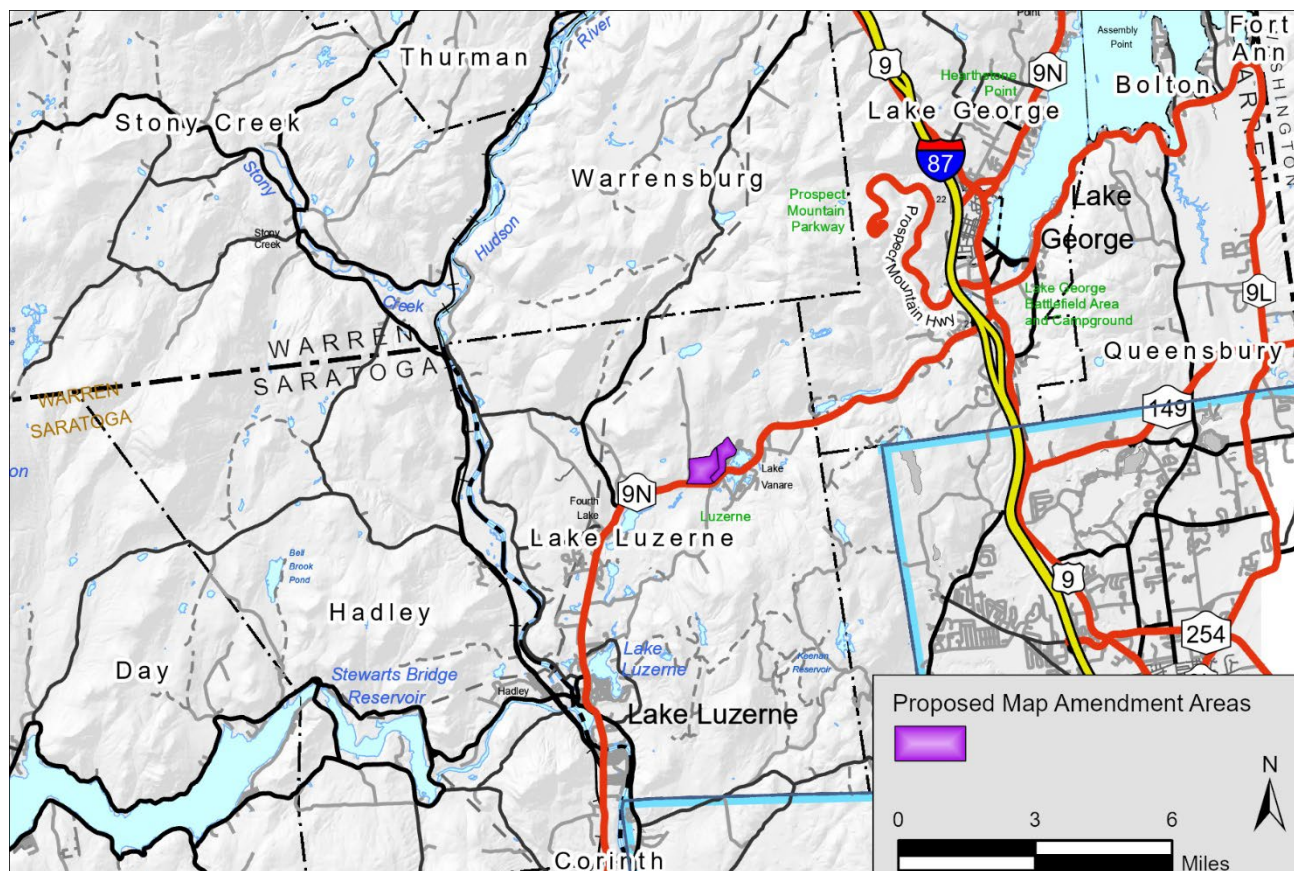 River
Thurman
Stony Creek
Stony
Stony
Creek
Creek
Hudson
Warrensburg
9
Hearthstone
Point
Point
9N
Assembly
Point
Fort
Ann
Bolton
WASHINGTON
WARREN
Lake George
87
Prospect
Mountain
Parkway
22
Prospect Mountain Hwy
Lake
George
Lake George
Battlefield Area
and Campground
9L
Queensbury
149
WARREN
SARATOGA
WARREN
SARATOGA
on
9N
Fourth
Lake
Lake
Vanare
Luzerne
Lake Luzerne
Bell
Brook
Pond
Hadley
9
254
Day
Stewarts Bridge
Reservoir
Hadley
Lake
Luzerne
Keenan
Reservoir
Lake Luzerne
Corinth
Proposed Map Amendment Areas
N
0 3 6
Miles